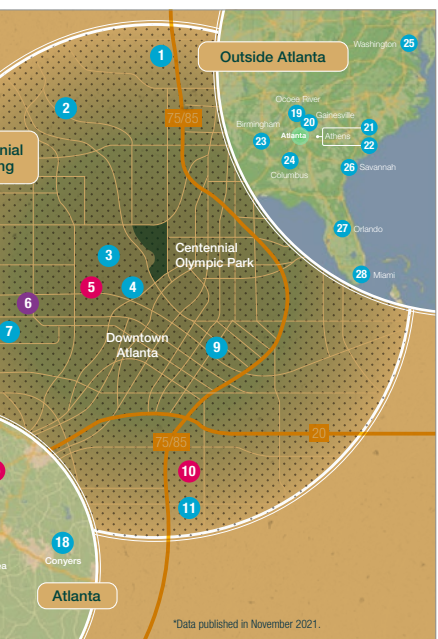 1
Outside Atlanta
Washington
25
2
75/85
Ocoee River
19
20
Gainesville
Birmingham
23
Atlanta
Athens
21
22
24
Columbus
26
Savannah
nial
ng
27
Orlando
28
Miami
3
Centennial
Olympic Park
5
4
6
7
Downtown
Atlanta
9
75/85
20
10
11
18
Conyers
ea
Atlanta
*Data published in November 2021.